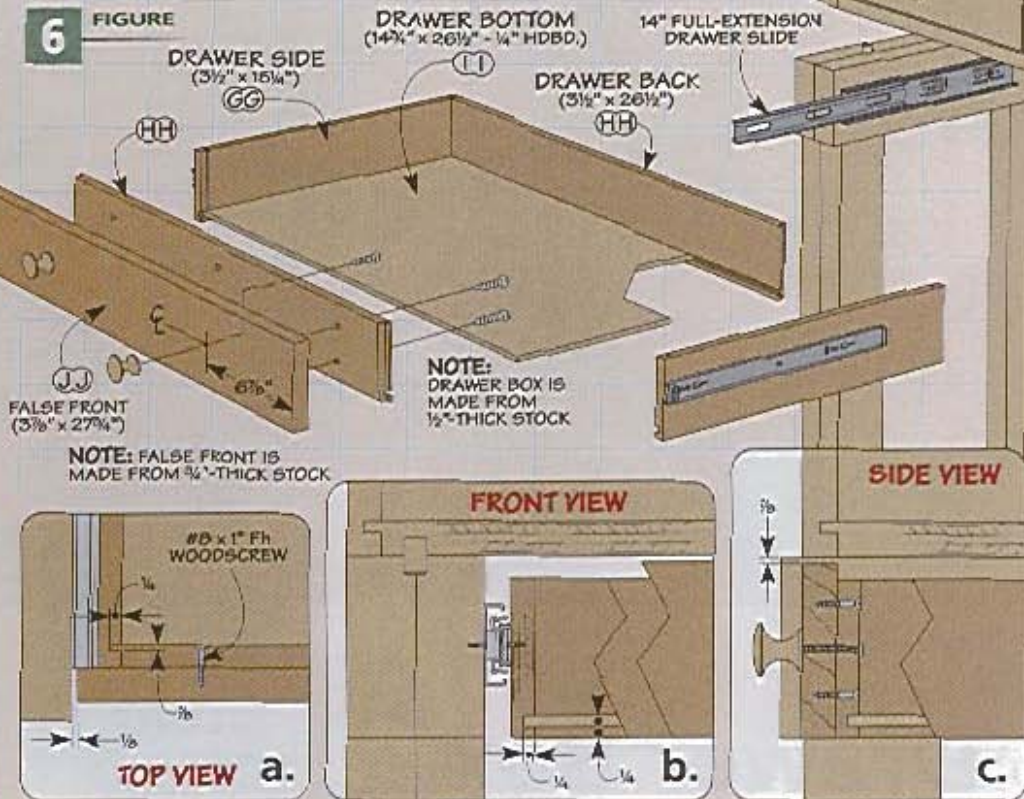 6 FIGURE
DRAWER BOTTOM
(14¾" x 26½" - ¼" HDBD.)
II
14" FULL-EXTENSION
DRAWER SLIDE
DRAWER SIDE
(3½" x 15¼")
GG
DRAWER BACK
(3½" x 26½")
HH
HH
JJ
FALSE FRONT
(3⅞" x 27¾")
6⅞"
NOTE:
DRAWER BOX IS
MADE FROM
½"-THICK STOCK
NOTE: FALSE FRONT IS
MADE FROM ¾"-THICK STOCK
#8 x 1" Fh
WOODSCREW
¼
⅛
TOP VIEW a.
FRONT VIEW
¼
¼
b.
SIDE VIEW
c.